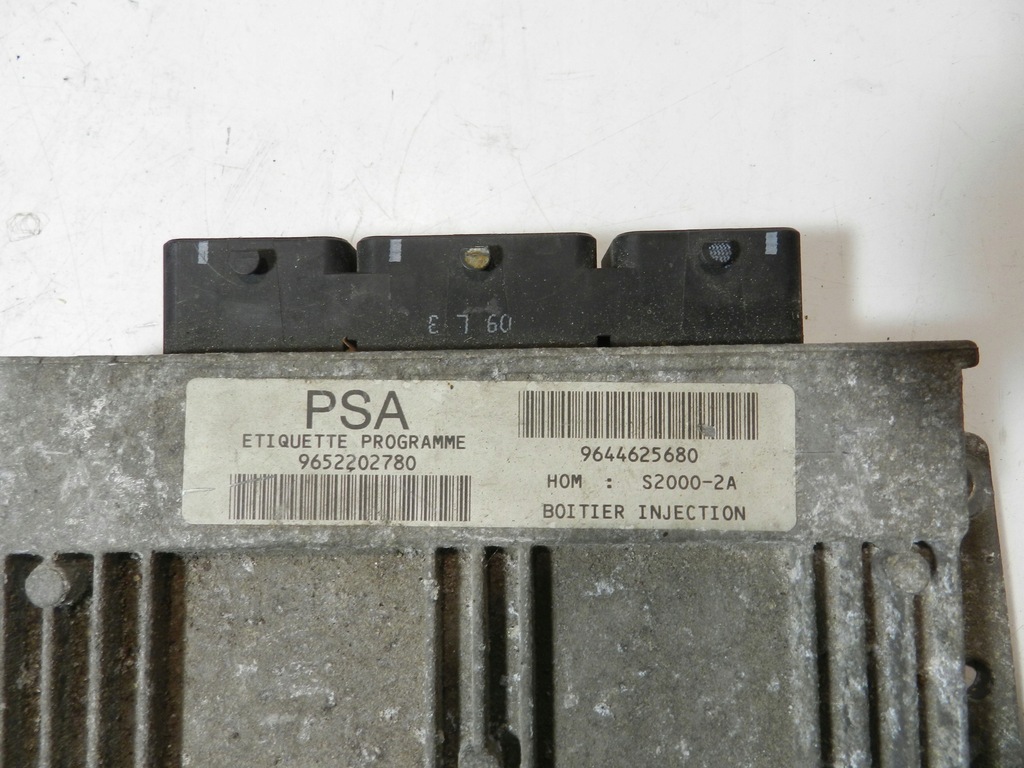 PSA
ETIQUETTE PROGRAMME
9652202780
9644625680
HOM : S2000-2A
BOITIER INJECTION